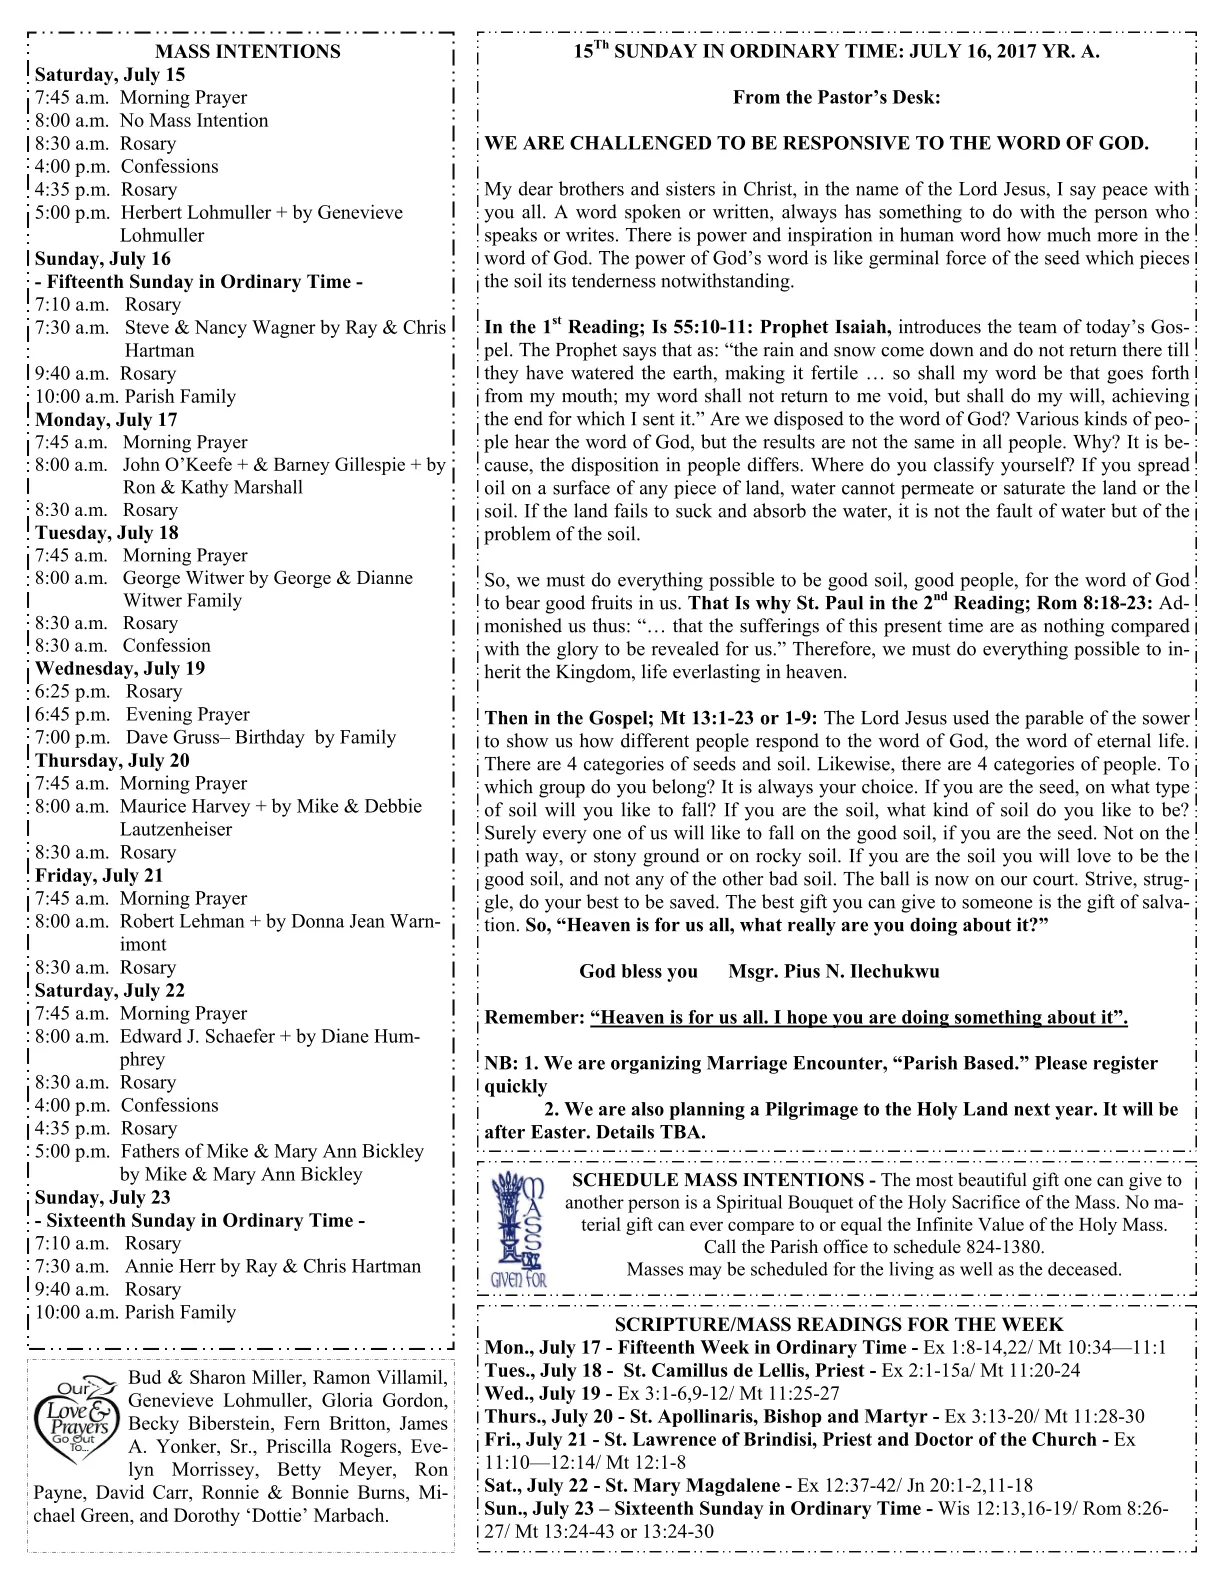 MASS INTENTIONS
Saturday, July 15
7:45 a.m. Morning Prayer
8:00 a.m. No Mass Intention
8:30 a.m. Rosary
4:00 p.m. Confessions
4:35 p.m. Rosary
5:00 p.m. Herbert Lohmuller + by Genevieve
Lohmuller
Sunday, July 16
- Fifteenth Sunday in Ordinary Time -
7:10 a.m. Rosary
7:30 a.m. Steve & Nancy Wagner by Ray & Chris
Hartman
9:40 a.m. Rosary
10:00 a.m. Parish Family
Monday, July 17
7:45 a.m. Morning Prayer
8:00 a.m. John O’Keefe + & Barney Gillespie + by
Ron & Kathy Marshall
8:30 a.m. Rosary
Tuesday, July 18
7:45 a.m. Morning Prayer
8:00 a.m. George Witwer by George & Dianne
Witwer Family
8:30 a.m. Rosary
8:30 a.m. Confession
Wednesday, July 19
6:25 p.m. Rosary
6:45 p.m. Evening Prayer
7:00 p.m. Dave Gruss– Birthday by Family
Thursday, July 20
7:45 a.m. Morning Prayer
8:00 a.m. Maurice Harvey + by Mike & Debbie
Lautzenheiser
8:30 a.m. Rosary
Friday, July 21
7:45 a.m. Morning Prayer
8:00 a.m. Robert Lehman + by Donna Jean Warn-
imont
8:30 a.m. Rosary
Saturday, July 22
7:45 a.m. Morning Prayer
8:00 a.m. Edward J. Schaefer + by Diane Hum-
phrey
8:30 a.m. Rosary
4:00 p.m. Confessions
4:35 p.m. Rosary
5:00 p.m. Fathers of Mike & Mary Ann Bickley
by Mike & Mary Ann Bickley
Sunday, July 23
- Sixteenth Sunday in Ordinary Time -
7:10 a.m. Rosary
7:30 a.m. Annie Herr by Ray & Chris Hartman
9:40 a.m. Rosary
10:00 a.m. Parish Family
Our
Love &
Prayers
Go Out
To...
Bud & Sharon Miller, Ramon Villamil,
Genevieve Lohmuller, Gloria Gordon,
Becky Biberstein, Fern Britton, James
A. Yonker, Sr., Priscilla Rogers, Eve-
lyn Morrissey, Betty Meyer, Ron
Payne, David Carr, Ronnie & Bonnie Burns, Mi-
chael Green, and Dorothy ‘Dottie’ Marbach.
15Th SUNDAY IN ORDINARY TIME: JULY 16, 2017 YR. A.
From the Pastor’s Desk:
WE ARE CHALLENGED TO BE RESPONSIVE TO THE WORD OF GOD.
My dear brothers and sisters in Christ, in the name of the Lord Jesus, I say peace with
you all. A word spoken or written, always has something to do with the person who
speaks or writes. There is power and inspiration in human word how much more in the
word of God. The power of God’s word is like germinal force of the seed which pieces
the soil its tenderness notwithstanding.
In the 1st Reading; Is 55:10-11: Prophet Isaiah, introduces the team of today’s Gos-
pel. The Prophet says that as: “the rain and snow come down and do not return there till
they have watered the earth, making it fertile … so shall my word be that goes forth
from my mouth; my word shall not return to me void, but shall do my will, achieving
the end for which I sent it.” Are we disposed to the word of God? Various kinds of peo-
ple hear the word of God, but the results are not the same in all people. Why? It is be-
cause, the disposition in people differs. Where do you classify yourself? If you spread
oil on a surface of any piece of land, water cannot permeate or saturate the land or the
soil. If the land fails to suck and absorb the water, it is not the fault of water but of the
problem of the soil.
So, we must do everything possible to be good soil, good people, for the word of God
to bear good fruits in us. That Is why St. Paul in the 2nd Reading; Rom 8:18-23: Ad-
monished us thus: “… that the sufferings of this present time are as nothing compared
with the glory to be revealed for us.” Therefore, we must do everything possible to in-
herit the Kingdom, life everlasting in heaven.
Then in the Gospel; Mt 13:1-23 or 1-9: The Lord Jesus used the parable of the sower
to show us how different people respond to the word of God, the word of eternal life.
There are 4 categories of seeds and soil. Likewise, there are 4 categories of people. To
which group do you belong? It is always your choice. If you are the seed, on what type
of soil will you like to fall? If you are the soil, what kind of soil do you like to be?
Surely every one of us will like to fall on the good soil, if you are the seed. Not on the
path way, or stony ground or on rocky soil. If you are the soil you will love to be the
good soil, and not any of the other bad soil. The ball is now on our court. Strive, strug-
gle, do your best to be saved. The best gift you can give to someone is the gift of salva-
tion. So, “Heaven is for us all, what really are you doing about it?”
God bless you Msgr. Pius N. Ilechukwu
Remember: “Heaven is for us all. I hope you are doing something about it”.
NB: 1. We are organizing Marriage Encounter, “Parish Based.” Please register
quickly
2. We are also planning a Pilgrimage to the Holy Land next year. It will be
after Easter. Details TBA.
MASS
GIVEN FOR
SCHEDULE MASS INTENTIONS - The most beautiful gift one can give to
another person is a Spiritual Bouquet of the Holy Sacrifice of the Mass. No ma-
terial gift can ever compare to or equal the Infinite Value of the Holy Mass.
Call the Parish office to schedule 824-1380.
Masses may be scheduled for the living as well as the deceased.
SCRIPTURE/MASS READINGS FOR THE WEEK
Mon., July 17 - Fifteenth Week in Ordinary Time - Ex 1:8-14,22/ Mt 10:34—11:1
Tues., July 18 - St. Camillus de Lellis, Priest - Ex 2:1-15a/ Mt 11:20-24
Wed., July 19 - Ex 3:1-6,9-12/ Mt 11:25-27
Thurs., July 20 - St. Apollinaris, Bishop and Martyr - Ex 3:13-20/ Mt 11:28-30
Fri., July 21 - St. Lawrence of Brindisi, Priest and Doctor of the Church - Ex
11:10—12:14/ Mt 12:1-8
Sat., July 22 - St. Mary Magdalene - Ex 12:37-42/ Jn 20:1-2,11-18
Sun., July 23 – Sixteenth Sunday in Ordinary Time - Wis 12:13,16-19/ Rom 8:26-
27/ Mt 13:24-43 or 13:24-30